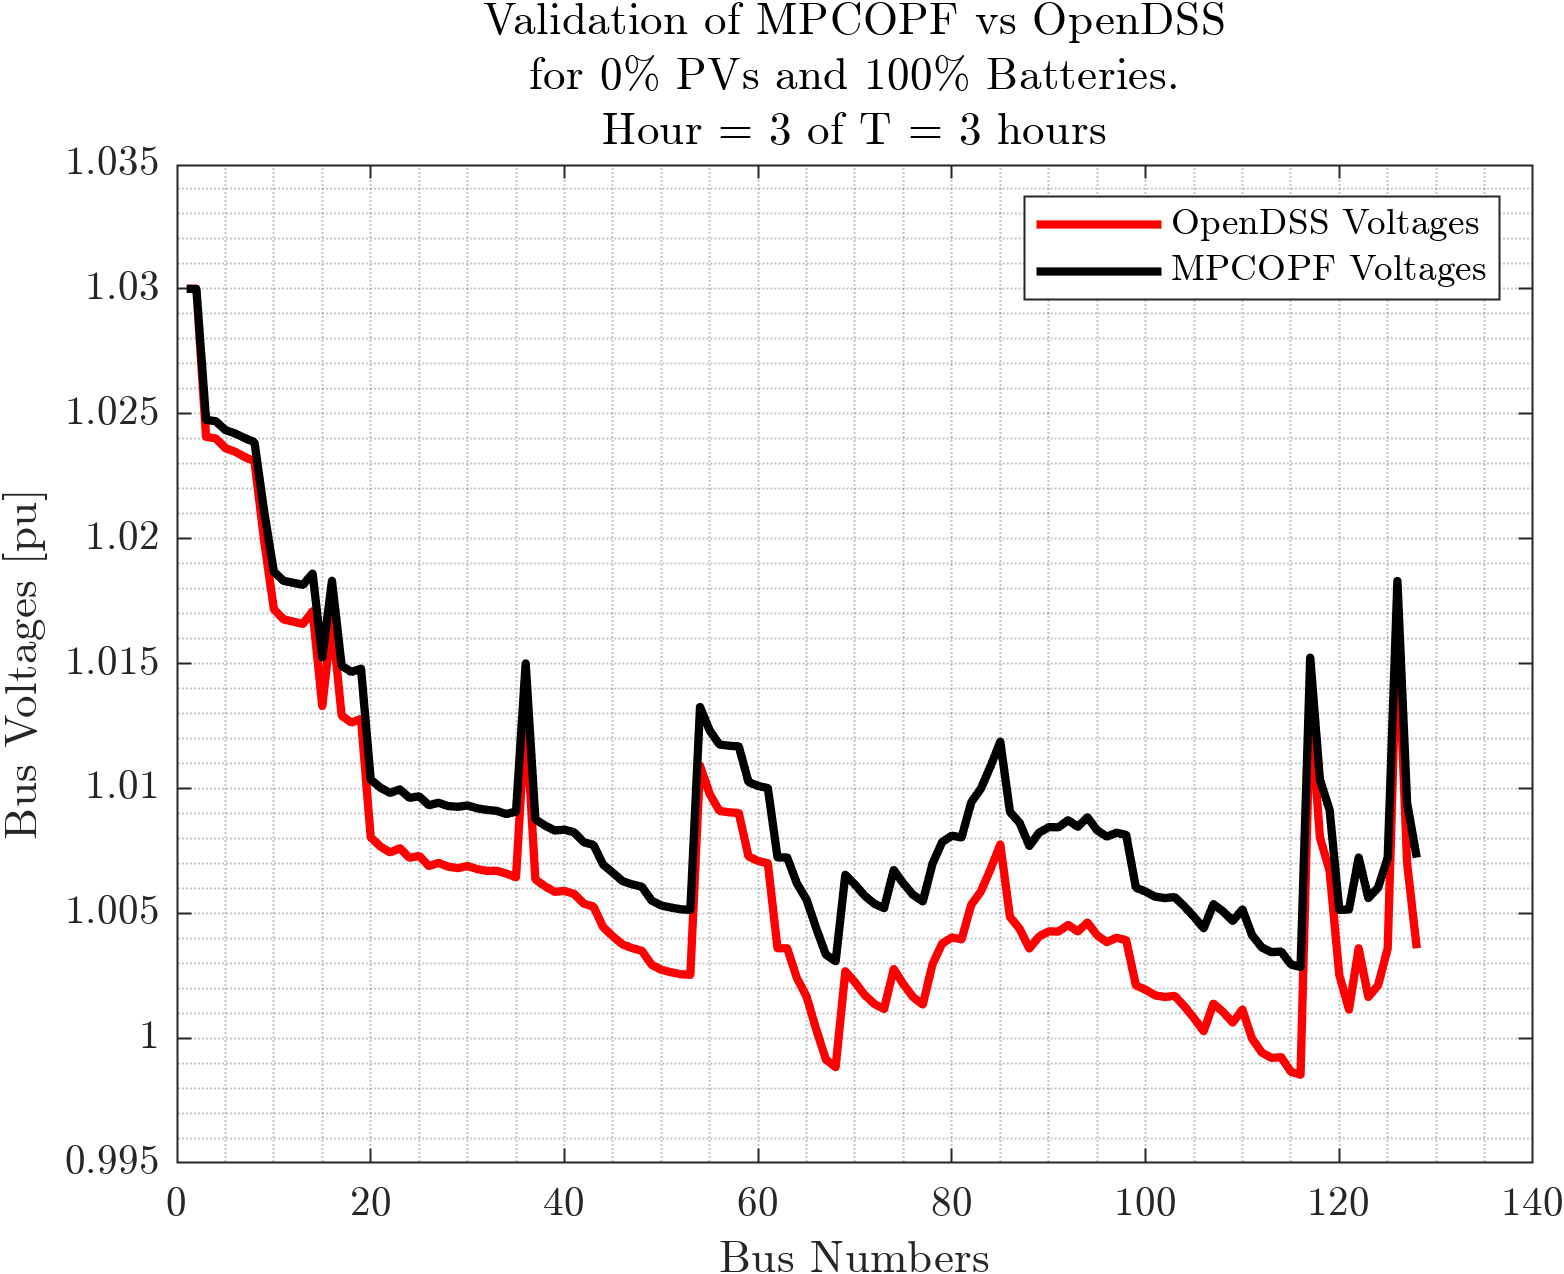 Validation of MPCOPF vs OpenDSS
for 0% PVs and 100% Batteries.
Hour = 3 of T = 3 hours
OpenDSS Voltages
MPCOPF Voltages
Bus Voltages [pu]
1.035
1.03
1.025
1.02
1.015
1.01
1.005
1
0.995
0 20 40 60 80 100 120 140
Bus Numbers